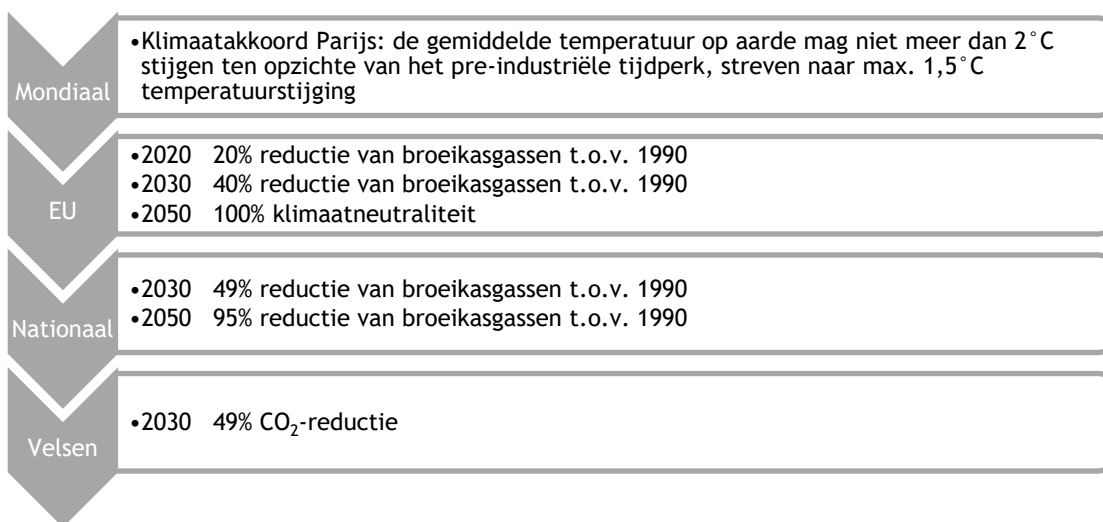 Mondiaal
•Klimaatakkoord Parijs: de gemiddelde temperatuur op aarde mag niet meer dan 2°C
stijgen ten opzichte van het pre-industriële tijdperk, streven naar max. 1,5°C
temperatuurstijging
EU
•2020 20% reductie van broeikasgassen t.o.v. 1990
•2030 40% reductie van broeikasgassen t.o.v. 1990
•2050 100% klimaatneutraliteit
Nationaal
•2030 49% reductie van broeikasgassen t.o.v. 1990
•2050 95% reductie van broeikasgassen t.o.v. 1990
Velsen
•2030 49% CO₂-reductie